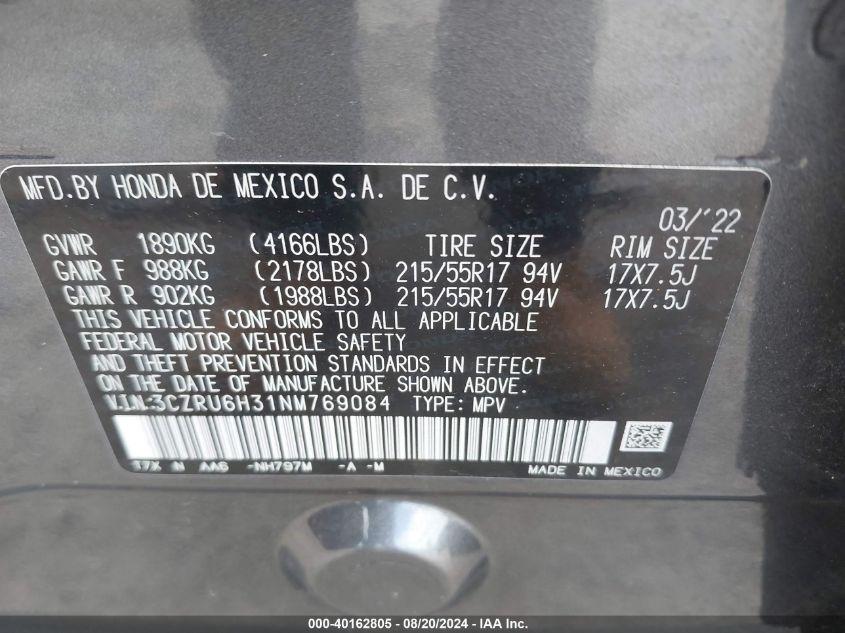 MFD.BY HONDA DE MEXICO S.A. DE C.V.
03/'22
GVWR 1890KG (4166LBS) TIRE SIZE RIM SIZE
GAWR F 988KG (2178LBS) 215/55R17 94V 17X7.5J
GAWR R 902KG (1988LBS) 215/55R17 94V 17X7.5J
THIS VEHICLE CONFORMS TO ALL APPLICABLE
FEDERAL MOTOR VEHICLE SAFETY
AND THEFT PREVENTION STANDARDS IN EFFECT
ON THE DATE OF MANUFACTURE SHOWN ABOVE.
V.I.N:3CZRU6H31NM769084 TYPE: MPV
T7X N AA6 -NH797M -A -M
MADE IN MEXICO
000-40162805 - 08/20/2024 - IAA Inc.